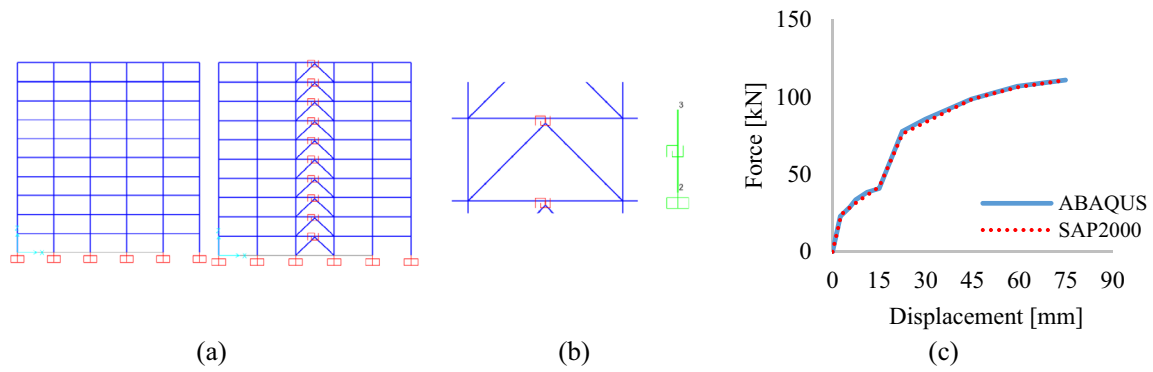 3
2
150
100
50
0
Force [kN]
ABAQUS
SAP2000
0 15 30 45 60 75 90
Displacement [mm]
(a) (b) (c)